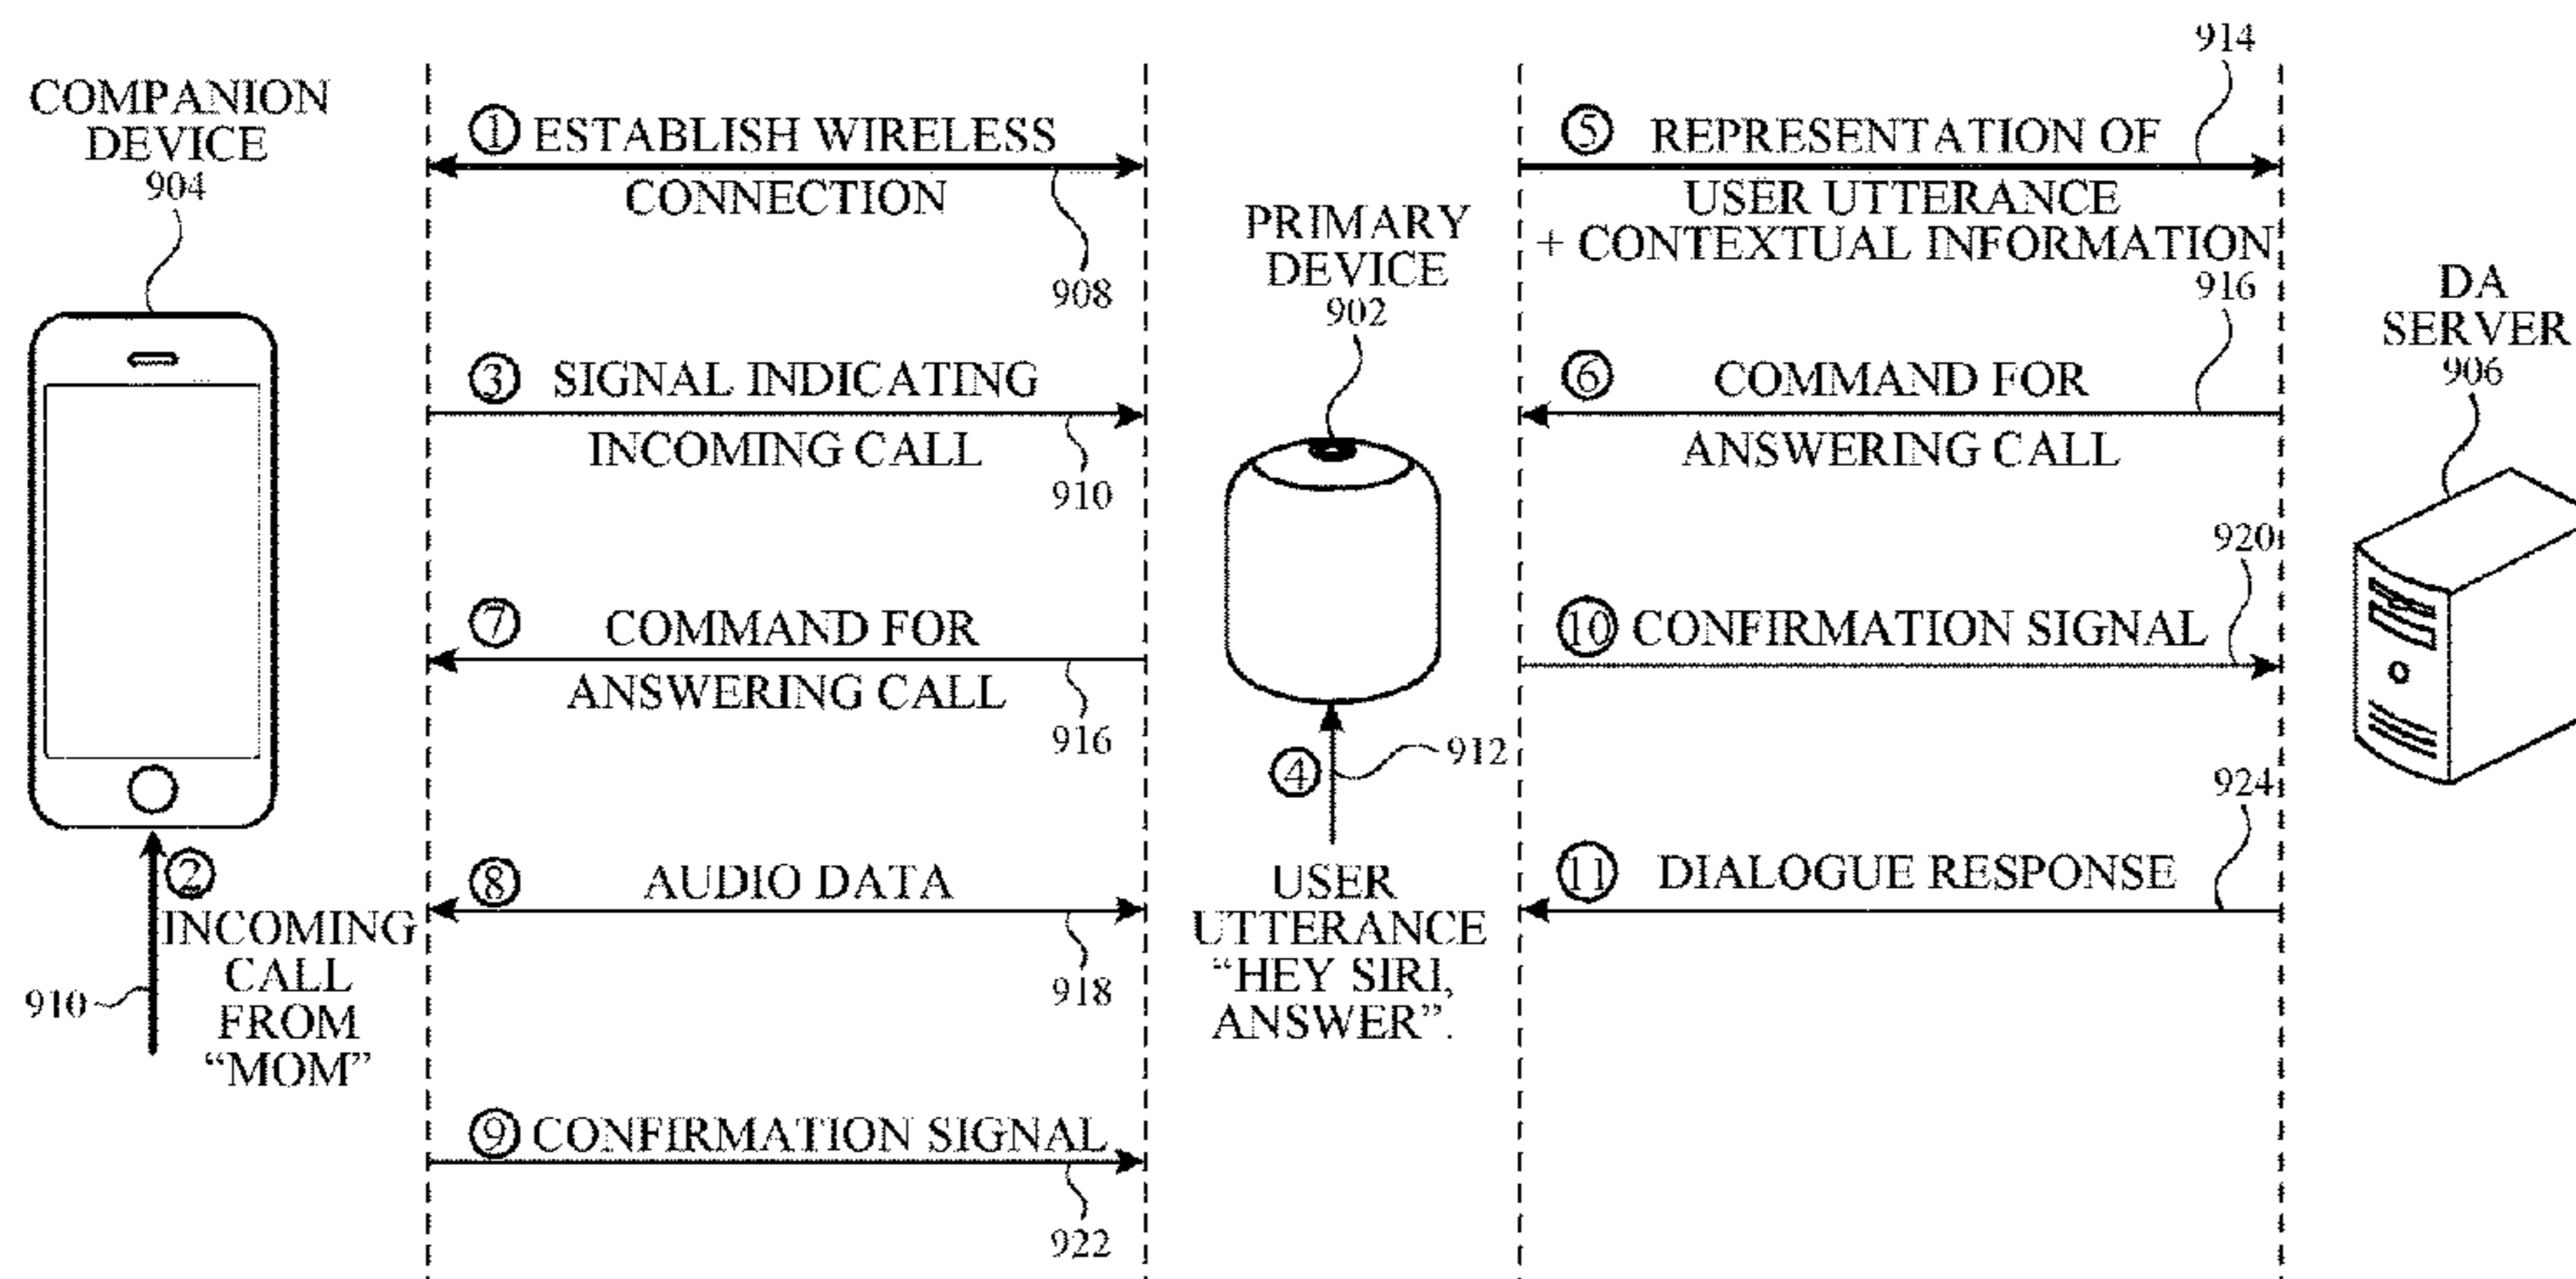 COMPANION
DEVICE
904
① ESTABLISH WIRELESS
CONNECTION
908
③ SIGNAL INDICATING
INCOMING CALL
910
⑦ COMMAND FOR
ANSWERING CALL
916
⑧ AUDIO DATA
918
⑨ CONFIRMATION SIGNAL
922
②
INCOMING
CALL
FROM
“MOM”
910
PRIMARY
DEVICE
902
④
912
USER
UTTERANCE
“HEY SIRI,
ANSWER”.
914
⑤ REPRESENTATION OF
USER UTTERANCE
+ CONTEXTUAL INFORMATION
916
⑥ COMMAND FOR
ANSWERING CALL
920
⑩ CONFIRMATION SIGNAL
924
⑪ DIALOGUE RESPONSE
DA
SERVER
906